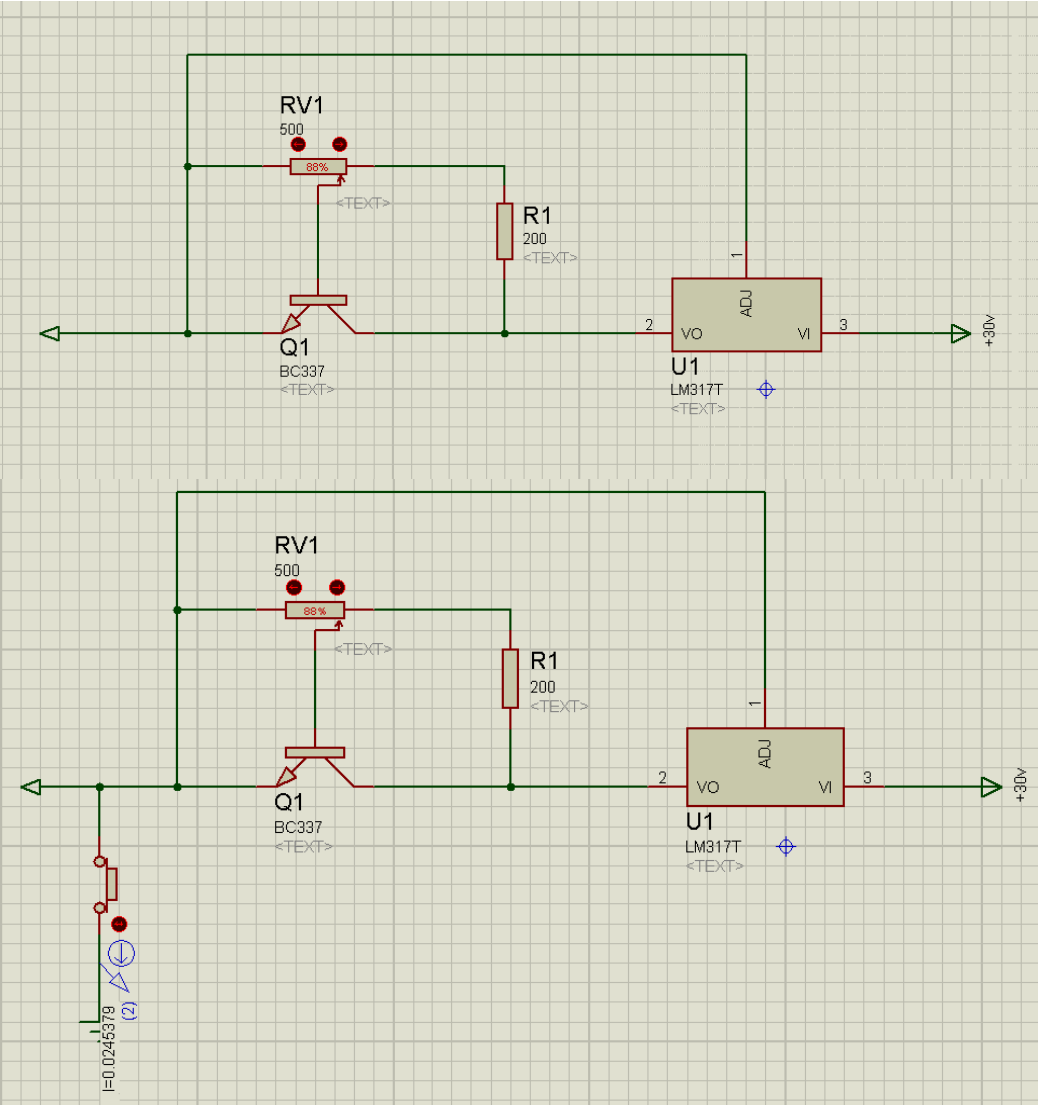 RV1
500
88%
<TEXT>
R1
200
<TEXT>
1
ADJ
2
VO
VI
3
+30v
Q1
BC337
<TEXT>
U1
LM317T
<TEXT>
RV1
500
88%
<TEXT>
R1
200
<TEXT>
1
ADJ
2
VO
VI
3
+30v
Q1
BC337
<TEXT>
U1
LM317T
<TEXT>
(2)
I=0.0245379